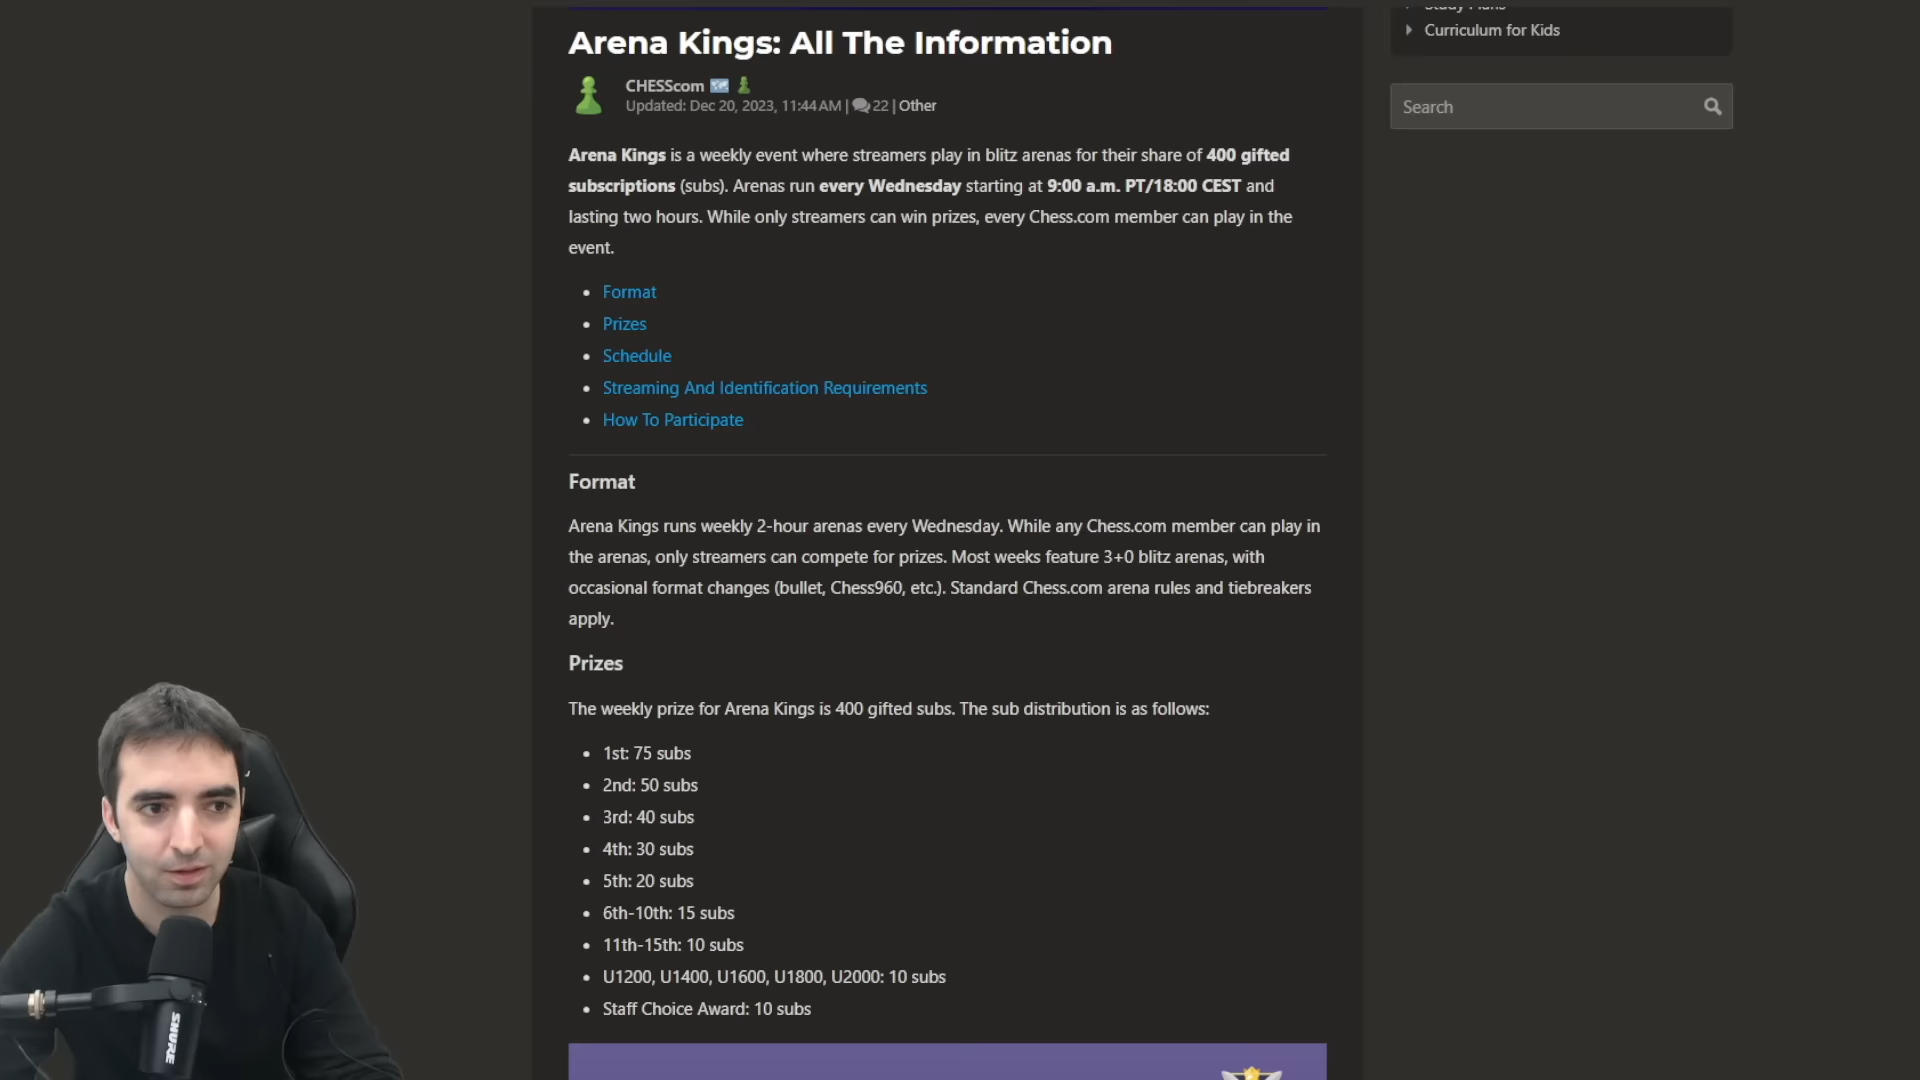 Study Plans
Curriculum for Kids
Search
Arena Kings: All The Information
CHESScom
Updated: Dec 20, 2023, 11:44 AM | 22 | Other
Arena Kings is a weekly event where streamers play in blitz arenas for their share of 400 gifted
subscriptions (subs). Arenas run every Wednesday starting at 9:00 a.m. PT/18:00 CEST and
lasting two hours. While only streamers can win prizes, every Chess.com member can play in the
event.
• Format
• Prizes
• Schedule
• Streaming And Identification Requirements
• How To Participate
Format
Arena Kings runs weekly 2-hour arenas every Wednesday. While any Chess.com member can play in
the arenas, only streamers can compete for prizes. Most weeks feature 3+0 blitz arenas, with
occasional format changes (bullet, Chess960, etc.). Standard Chess.com arena rules and tiebreakers
apply.
Prizes
The weekly prize for Arena Kings is 400 gifted subs. The sub distribution is as follows:
• 1st: 75 subs
• 2nd: 50 subs
• 3rd: 40 subs
• 4th: 30 subs
• 5th: 20 subs
• 6th-10th: 15 subs
• 11th-15th: 10 subs
• U1200, U1400, U1600, U1800, U2000: 10 subs
• Staff Choice Award: 10 subs
SHURE